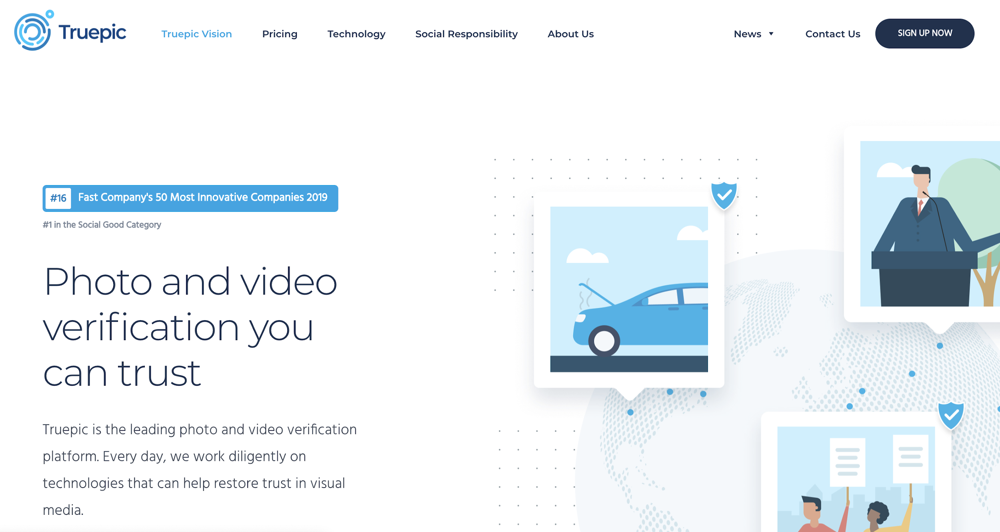 Truepic
Truepic Vision
Pricing
Technology
Social Responsibility
About Us
News
Contact Us
SIGN UP NOW
#16 Fast Company's 50 Most Innovative Companies 2019
#1 in the Social Good Category
Photo and video
verification you
can trust
Truepic is the leading photo and video verification
platform. Every day, we work diligently on
technologies that can help restore trust in visual
media.